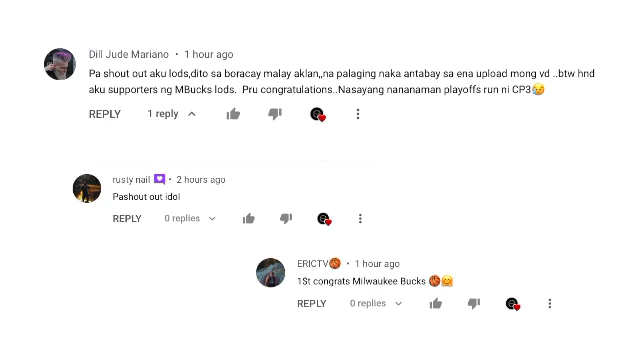 Dill Jude Mariano • 1 hour ago
Pa shout out aku lods,dito sa boracay malay aklan,,na palaging naka antabay sa ena upload mong vd ..btw hnd
aku supporters ng MBucks lods. Pru congratulations..Nasayang nanaman playoffs run ni CP3😥
REPLY 1 reply
rusty nail 💜 • 2 hours ago
Pashout out idol
REPLY 0 replies
ERICTV🏀 • 1 hour ago
1$t congrats Milwaukee Bucks 🏀🤗
REPLY 0 replies